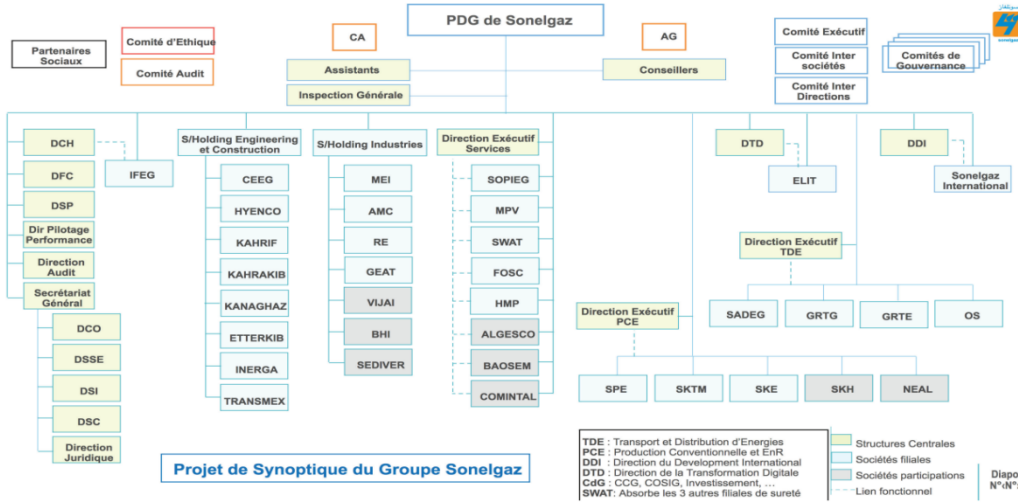 PDG de Sonelgaz
سونلغاز
sonelgaz
Partenaires
Sociaux
Comité d'Ethique
Comité Audit
CA
AG
Assistants
Conseillers
Inspection Générale
Comité Exécutif
Comité Inter
sociétés
Comité Inter
Directions
Comités de
Gouvernance
DCH
IFEG
DFC
DSP
Dir Pilotage
Performance
Direction
Audit
Secrétariat
Général
DCO
DSSE
DSI
DSC
Direction
Juridique
S/Holding Engineering
et Construction
CEEG
HYENCO
KAHRIF
KAHRAKIB
KANAGHAZ
ETTERKIB
INERGA
TRANSMEX
S/Holding Industries
MEI
AMC
RE
GEAT
VIJAI
BHI
SEDIVER
Direction Exécutif
Services
SOPIEG
MPV
SWAT
FOSC
HMP
ALGESCO
BAOSEM
COMINTAL
DTD
ELIT
DDI
Sonelgaz
International
Direction Exécutif
TDE
SADEG
GRTG
GRTE
OS
Direction Exécutif
PCE
SPE
SKTM
SKE
SKH
NEAL
Projet de Synoptique du Groupe Sonelgaz
TDE : Transport et Distribution d'Energies
PCE : Production Conventionelle et EnR
DDI : Direction du Development International
DTD : Direction de la Transformation Digitale
CdG : CCG, COSIG, Investissement, ...
SWAT: Absorbe les 3 autres filiales de sureté
Structures Centrales
Sociétés filiales
Sociétés participations
Lien fonctionnel
Diapo